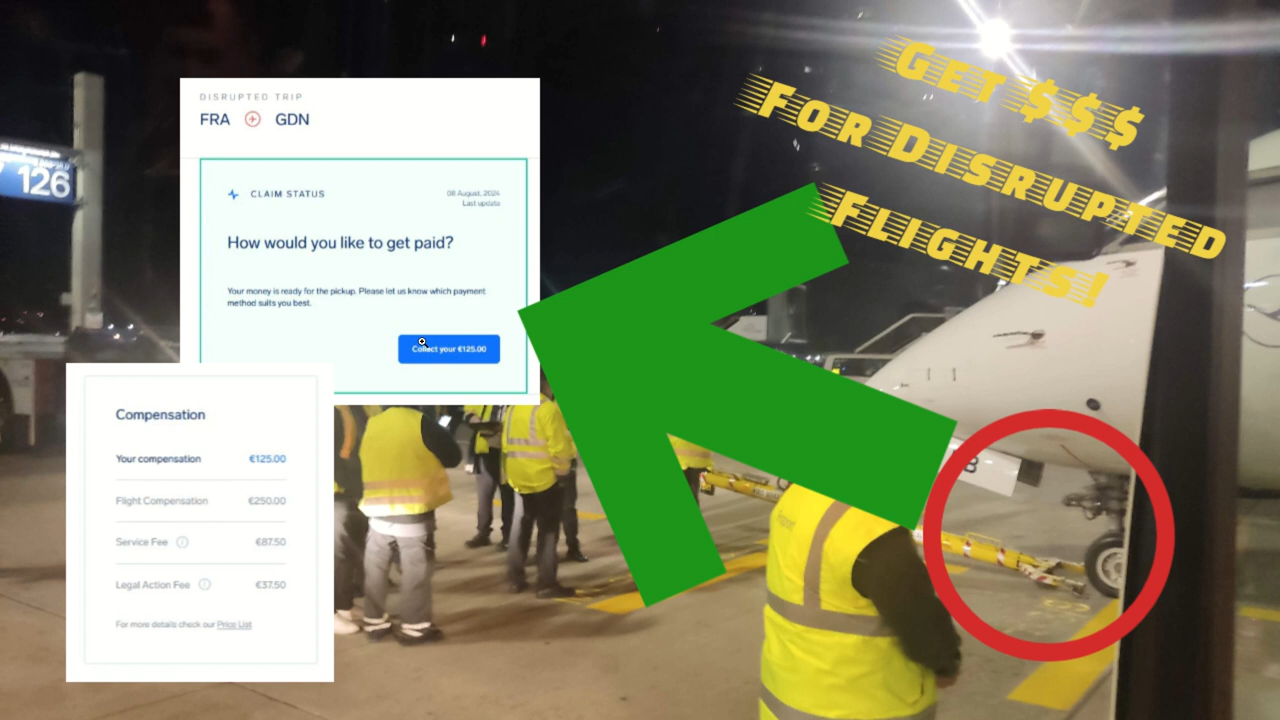 GET $$$
FOR DISRUPTED
FLIGHTS!
126
DISRUPTED TRIP
FRA GDN
CLAIM STATUS
08 August, 2024
Last update
How would you like to get paid?
Your money is ready for the pickup. Please let us know which payment
method suits you best.
Collect your €125.00
Compensation
Your compensation €125.00
Flight Compensation €250.00
Service Fee €87.50
Legal Action Fee €37.50
For more details check our Price List
B